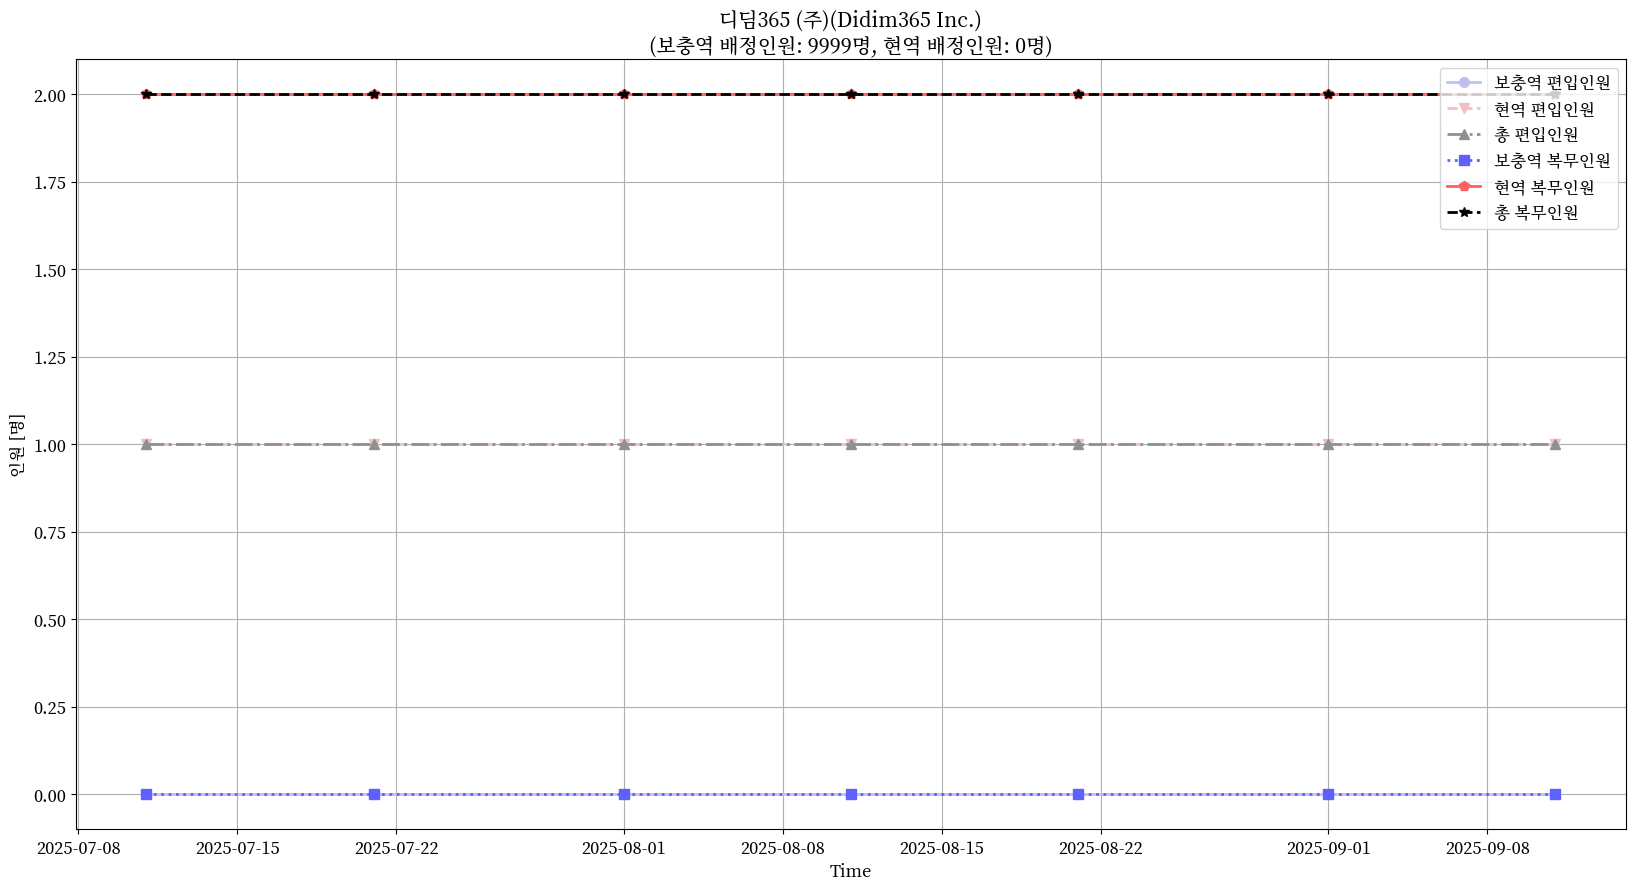 디딤365 (주)(Didim365 Inc.)
(보충역 배정인원: 9999명, 현역 배정인원: 0명)
보충역 편입인원
현역 편입인원
총 편입인원
보충역 복무인원
현역 복무인원
총 복무인원
인원 [명]
2.00
1.75
1.50
1.25
1.00
0.75
0.50
0.25
0.00
2025-07-08 2025-07-15 2025-07-22 2025-08-01 2025-08-08 2025-08-15 2025-08-22 2025-09-01 2025-09-08
Time